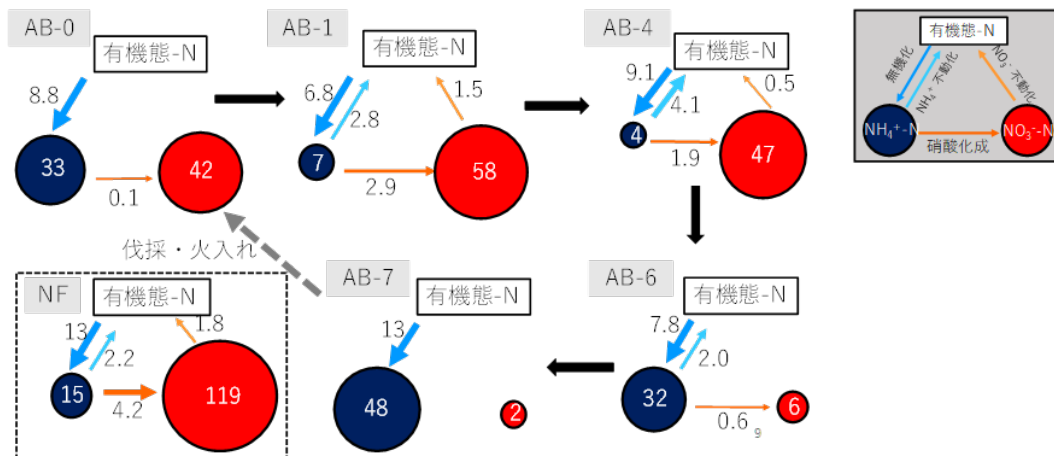 AB-0
有機態-N
8.8
33
0.1
42
AB-1
有機態-N
6.8
2.8
1.5
7
2.9
58
AB-4
有機態-N
9.1
4.1
0.5
4
1.9
47
有機態-N
無機化
NH₄⁺ 不動化
NO₃⁻ 不動化
NH₄⁺-N
NO₃⁻-N
硝酸化成
伐採・火入れ
NF
有機態-N
13
2.2
1.8
15
4.2
119
AB-7
有機態-N
13
48
2
AB-6
有機態-N
7.8
2.0
32
0.6
6
9